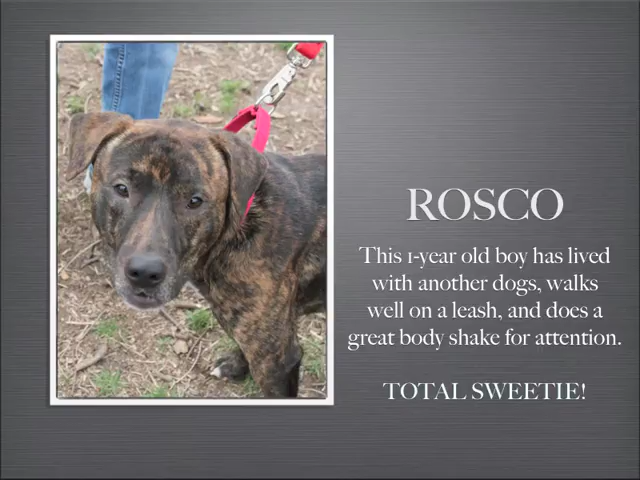 ROSCO
This 1-year old boy has lived
with another dogs, walks
well on a leash, and does a
great body shake for attention.
TOTAL SWEETIE!